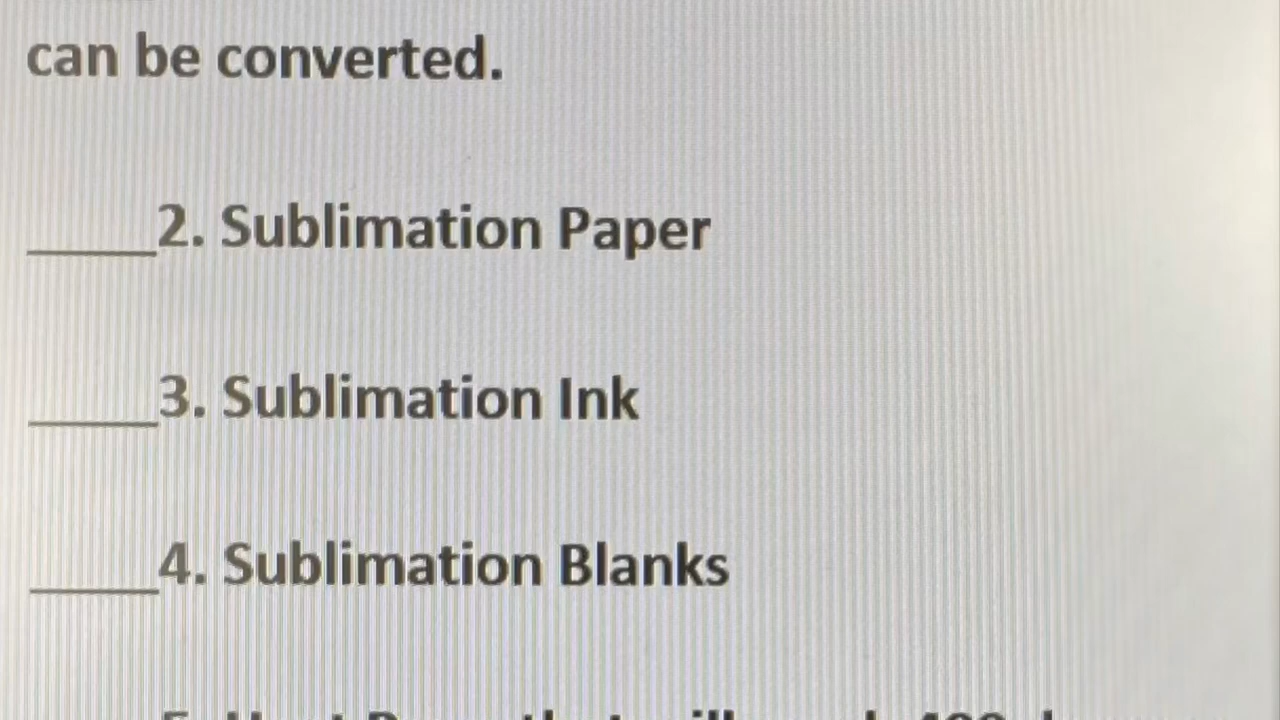 can be converted.
_____2. Sublimation Paper
_____3. Sublimation Ink
_____4. Sublimation Blanks